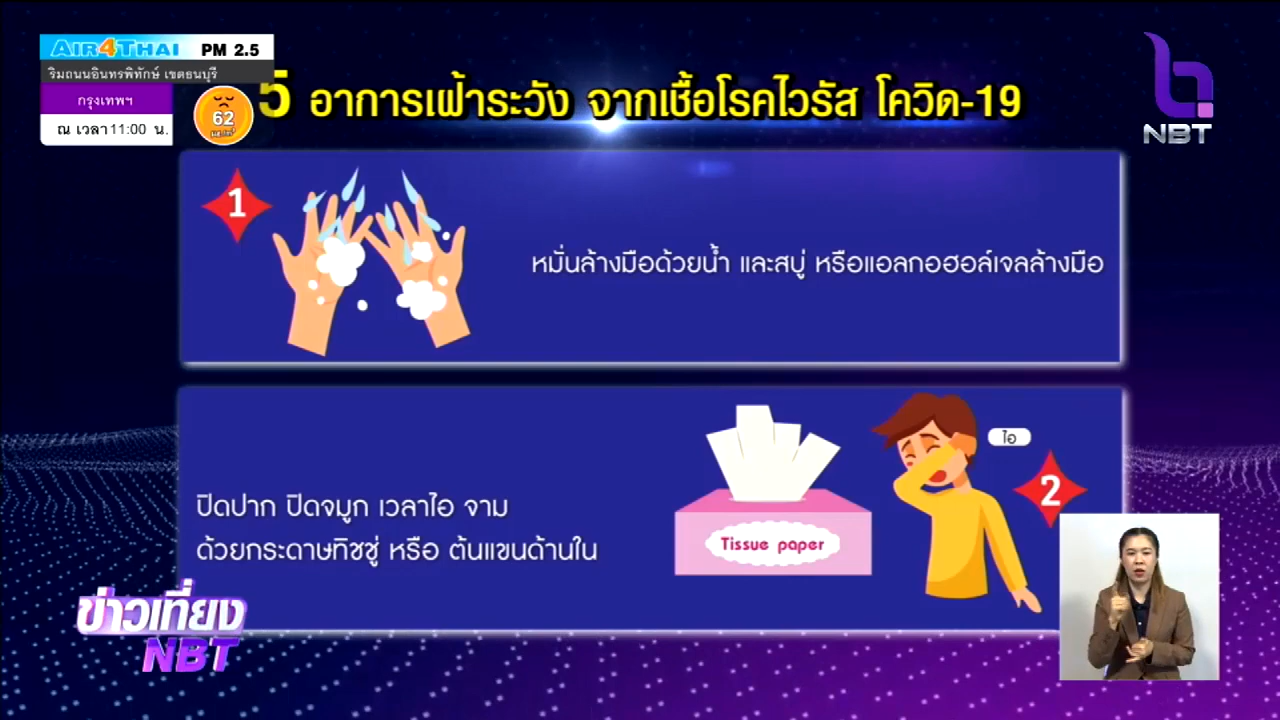 AIR4THAI PM 2.5
ริมถนนอินทรพิทักษ์ เขตธนบุรี
กรุงเทพฯ
62
ณ เวลา 11:00 น.
5 อาการเฝ้าระวัง จากเชื้อโรคไวรัส โควิด-19
NBT
1
หมั่นล้างมือด้วยน้ำ และสบู่ หรือแอลกอฮอล์เจลล้างมือ
ไอ
2
ปิดปาก ปิดจมูก เวลาไอ จาม
ด้วยกระดาษทิชชู่ หรือ ต้นแขนด้านใน
Tissue paper
ข่าวเที่ยง
NBT